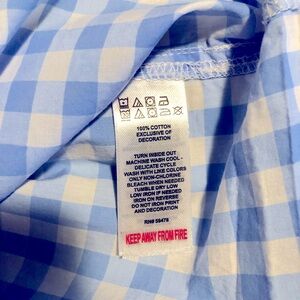 100% COTTON
EXCLUSIVE OF
DECORATION
TURN INSIDE OUT
MACHINE WASH COOL -
DELICATE CYCLE
WASH WITH LIKE COLORS
ONLY NON-CHLORINE
BLEACH WHEN NEEDED
TUMBLE DRY LOW
LOW IRON IF NEEDED
IRON ON REVERSE
DO NOT IRON PRINT
AND DECORATION
RN# 59478
KEEP AWAY FROM FIRE